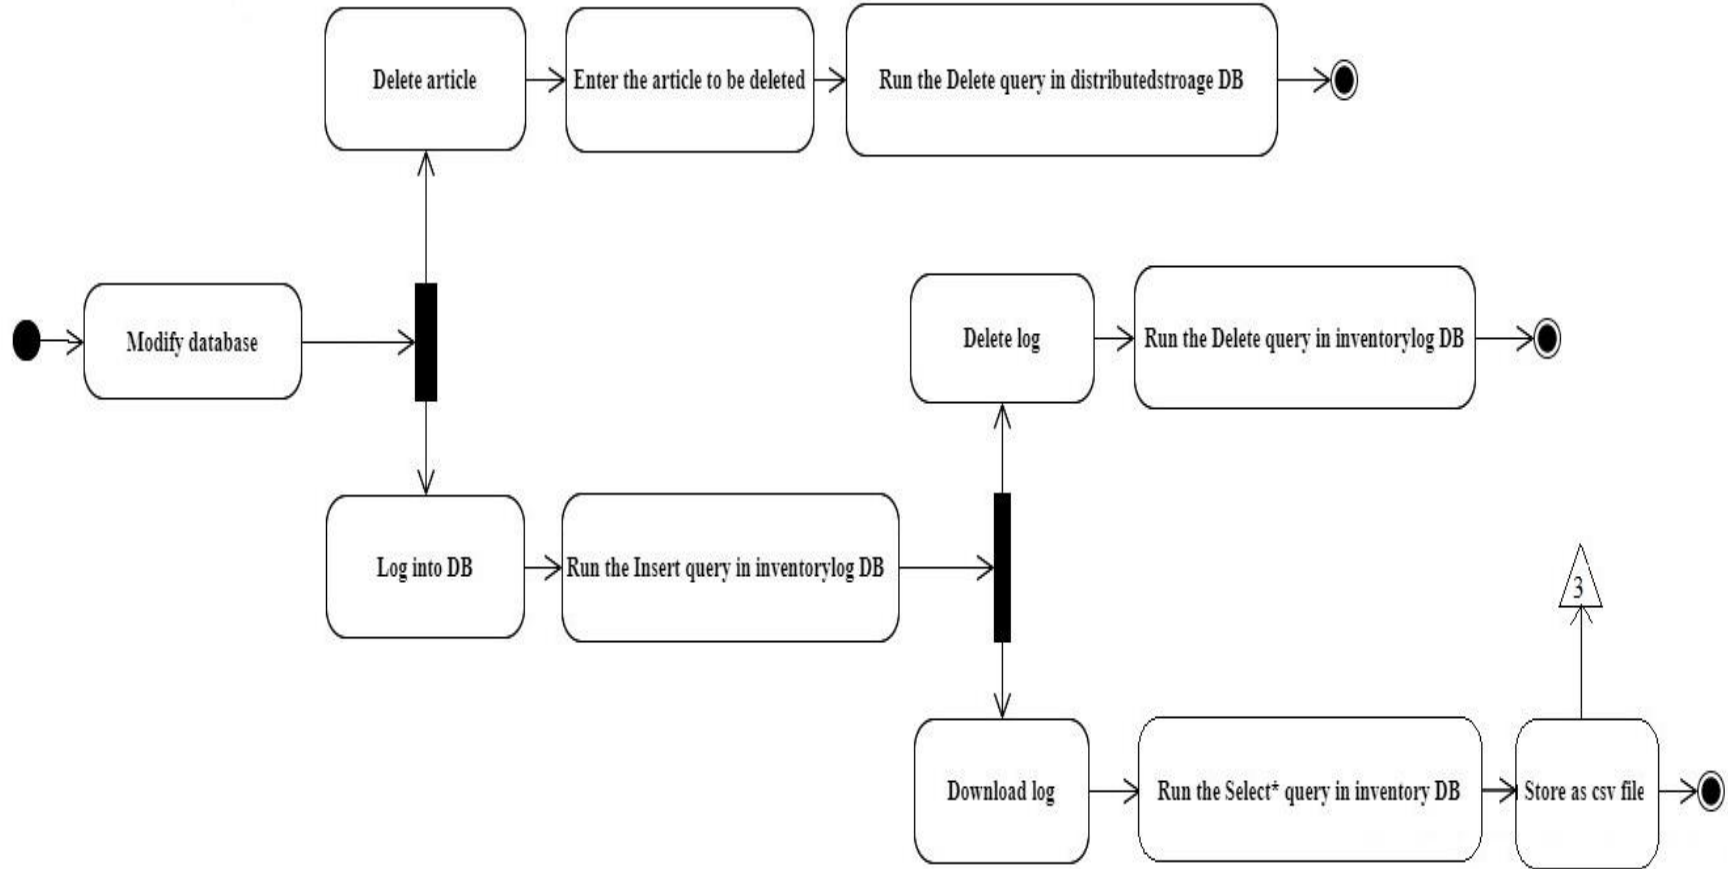 Delete article
Enter the article to be deleted
Run the Delete query in distributedstroage DB
Modify database
Delete log
Run the Delete query in inventorylog DB
Log into DB
Run the Insert query in inventorylog DB
3
Download log
Run the Select* query in inventory DB
Store as csv file